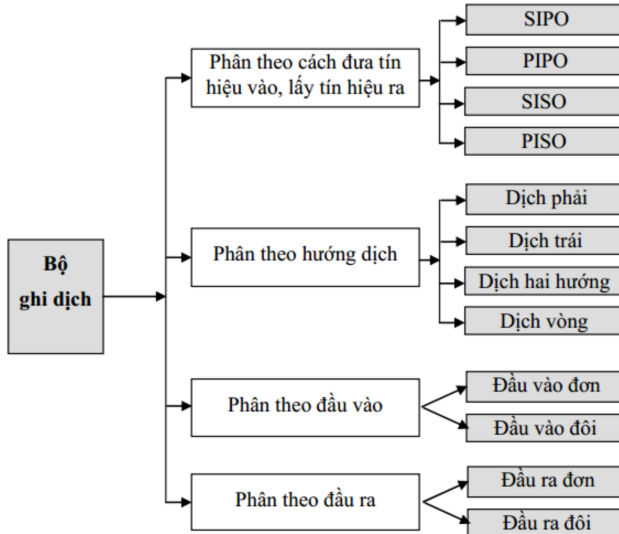 Bộ
ghi dịch
Phân theo cách đưa tín
hiệu vào, lấy tín hiệu ra
SIPO
PIPO
SISO
PISO
Phân theo hướng dịch
Dịch phải
Dịch trái
Dịch hai hướng
Dịch vòng
Phân theo đầu vào
Đầu vào đơn
Đầu vào đôi
Phân theo đầu ra
Đầu ra đơn
Đầu ra đôi